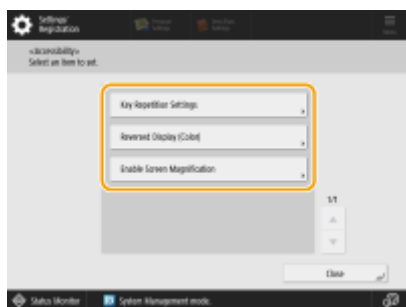 Settings/
Registration
<Accessibility>
Select an item to set.
Key Repetition Settings
Reversed Display (Color)
Enable Screen Magnification
1/1
Close
Status Monitor
System Management mode.